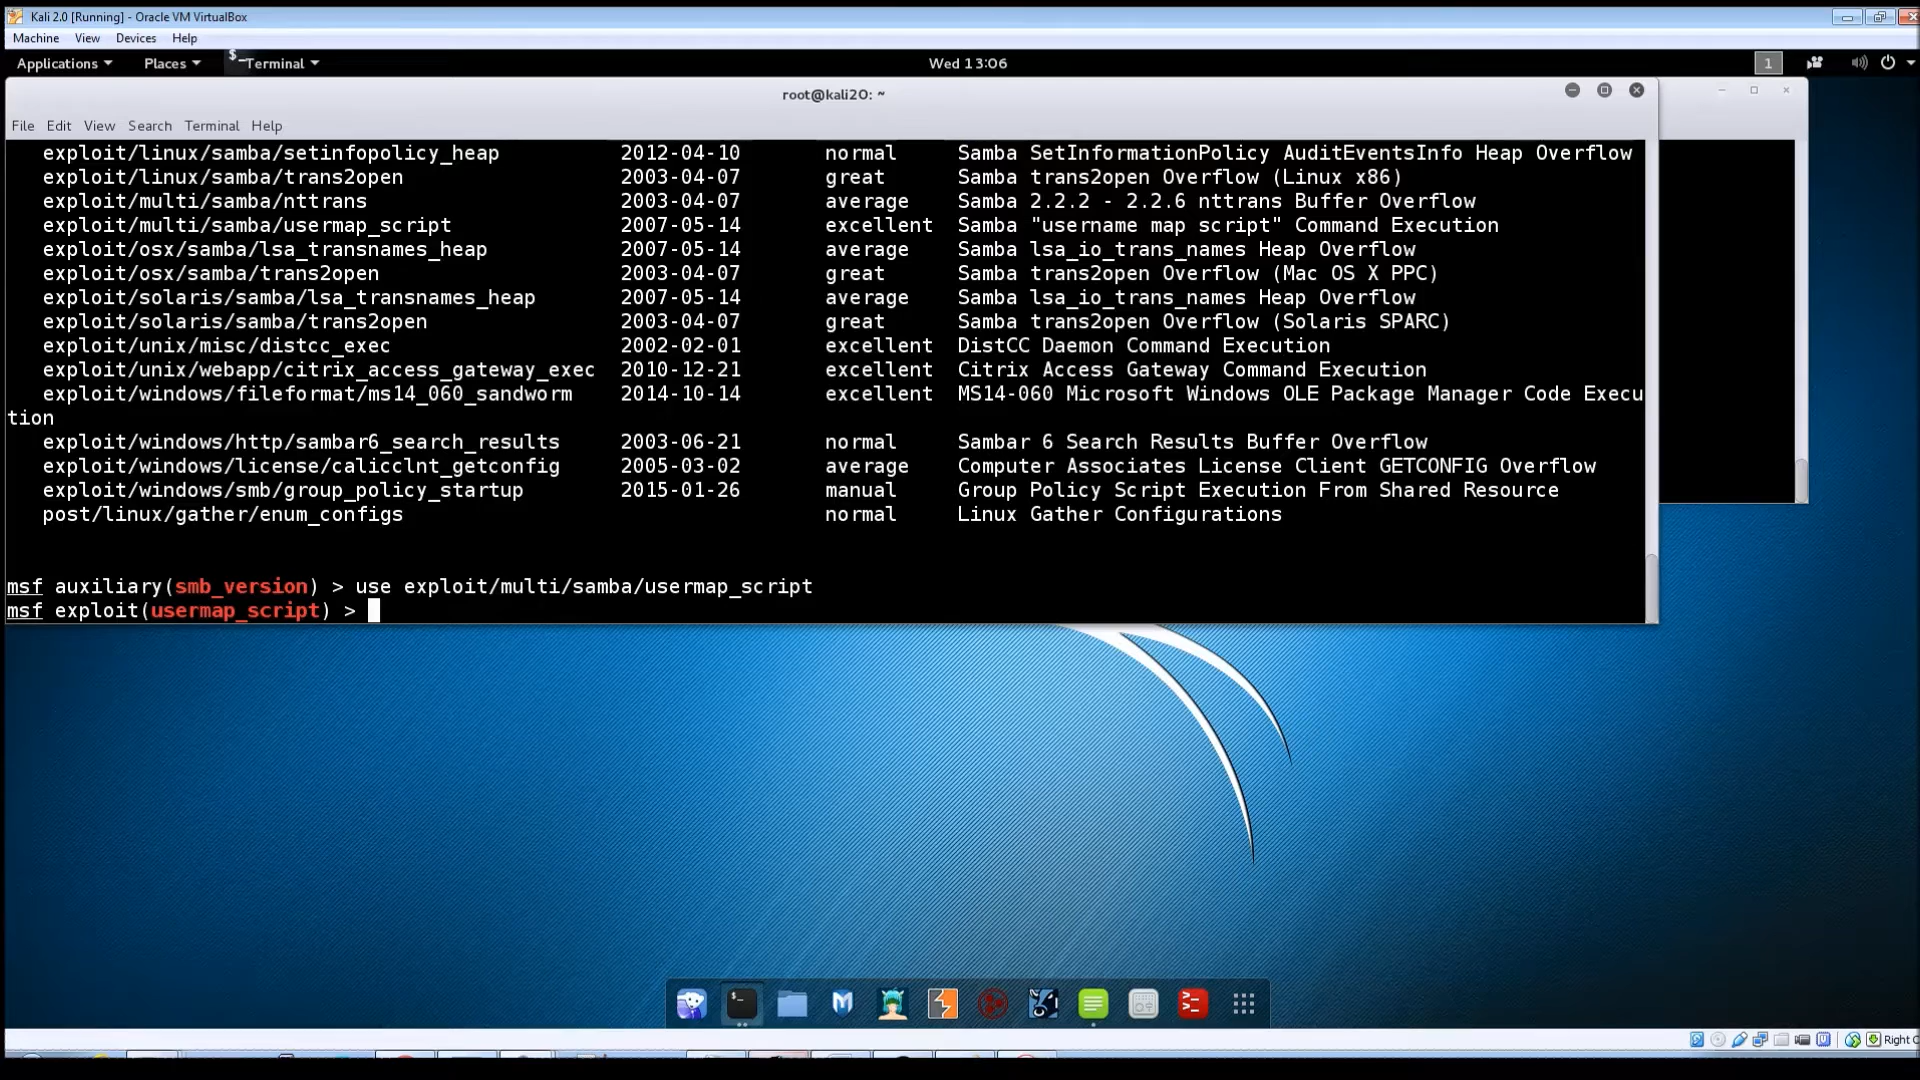 Kali 2.0 [Running] - Oracle VM VirtualBox
Machine View Devices Help
Applications Places Terminal Wed 13:06 1
root@kali20: ~
File Edit View Search Terminal Help
exploit/linux/samba/setinfopolicy_heap 2012-04-10 normal Samba SetInformationPolicy AuditEventsInfo Heap Overflow
exploit/linux/samba/trans2open 2003-04-07 great Samba trans2open Overflow (Linux x86)
exploit/multi/samba/nttrans 2003-04-07 average Samba 2.2.2 - 2.2.6 nttrans Buffer Overflow
exploit/multi/samba/usermap_script 2007-05-14 excellent Samba "username map script" Command Execution
exploit/osx/samba/lsa_transnames_heap 2007-05-14 average Samba lsa_io_trans_names Heap Overflow
exploit/osx/samba/trans2open 2003-04-07 great Samba trans2open Overflow (Mac OS X PPC)
exploit/solaris/samba/lsa_transnames_heap 2007-05-14 average Samba lsa_io_trans_names Heap Overflow
exploit/solaris/samba/trans2open 2003-04-07 great Samba trans2open Overflow (Solaris SPARC)
exploit/unix/misc/distcc_exec 2002-02-01 excellent DistCC Daemon Command Execution
exploit/unix/webapp/citrix_access_gateway_exec 2010-12-21 excellent Citrix Access Gateway Command Execution
exploit/windows/fileformat/ms14_060_sandworm 2014-10-14 excellent MS14-060 Microsoft Windows OLE Package Manager Code Execu
tion
exploit/windows/http/sambar6_search_results 2003-06-21 normal Sambar 6 Search Results Buffer Overflow
exploit/windows/license/calicclnt_getconfig 2005-03-02 average Computer Associates License Client GETCONFIG Overflow
exploit/windows/smb/group_policy_startup 2015-01-26 manual Group Policy Script Execution From Shared Resource
post/linux/gather/enum_configs normal Linux Gather Configurations
msf auxiliary(smb_version) > use exploit/multi/samba/usermap_script
msf exploit(usermap_script) >
Right C